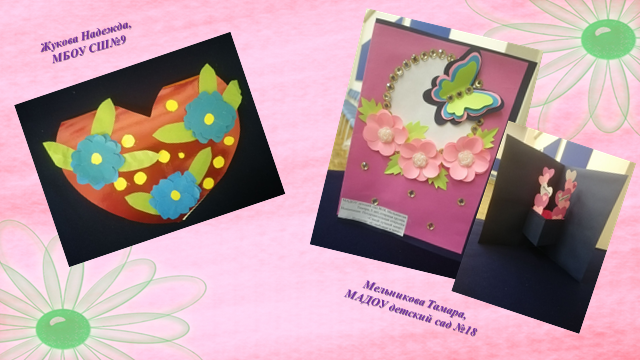 Жукова Надежда,
МБОУ СШ№9
Мельникова Тамара,
МАДОУ детский сад №18